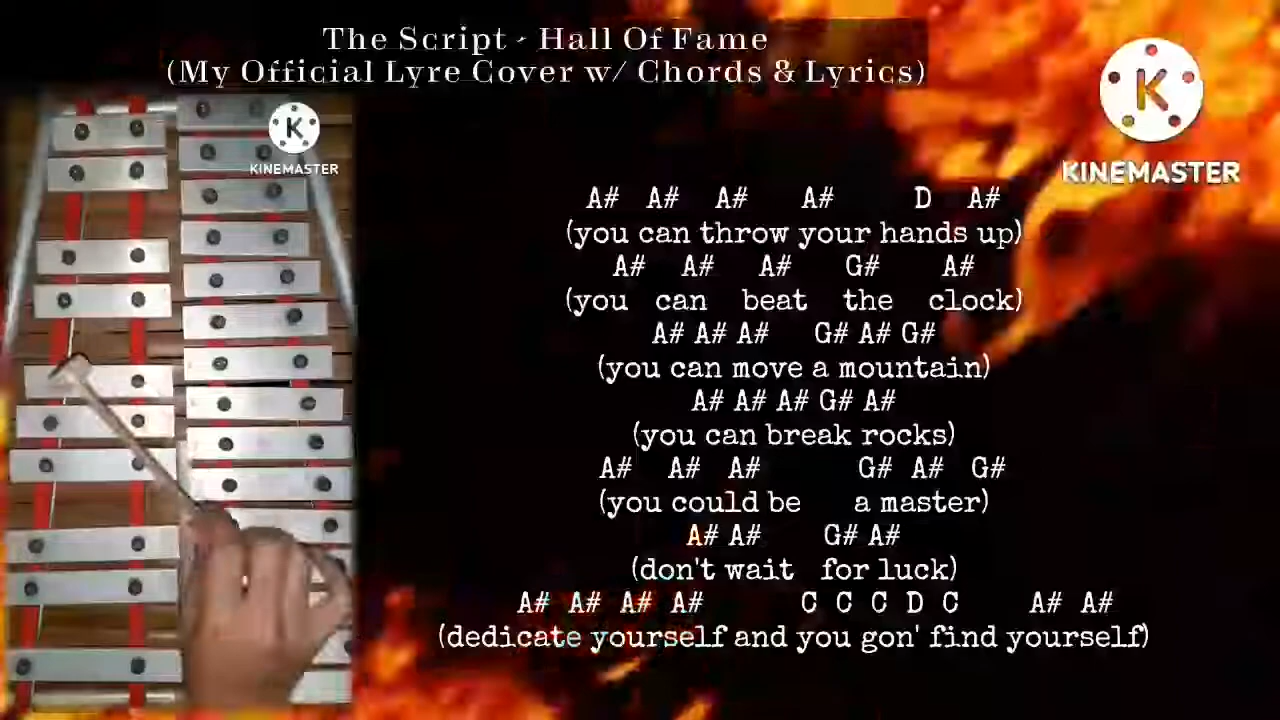 The Script - Hall Of Fame
(My Official Lyre Cover w/ Chords & Lyrics)
K
KINEMASTER
K
KINEMASTER
A# A# A# A# D A#
(you can throw your hands up)
A# A# A# G# A#
(you can beat the clock)
A# A# A# G# A# G#
(you can move a mountain)
A# A# A# G# A#
(you can break rocks)
A# A# A# G# A# G#
(you could be a master)
A# A# G# A#
(don't wait for luck)
A# A# A# A# C C C D C A# A#
(dedicate yourself and you gon' find yourself)